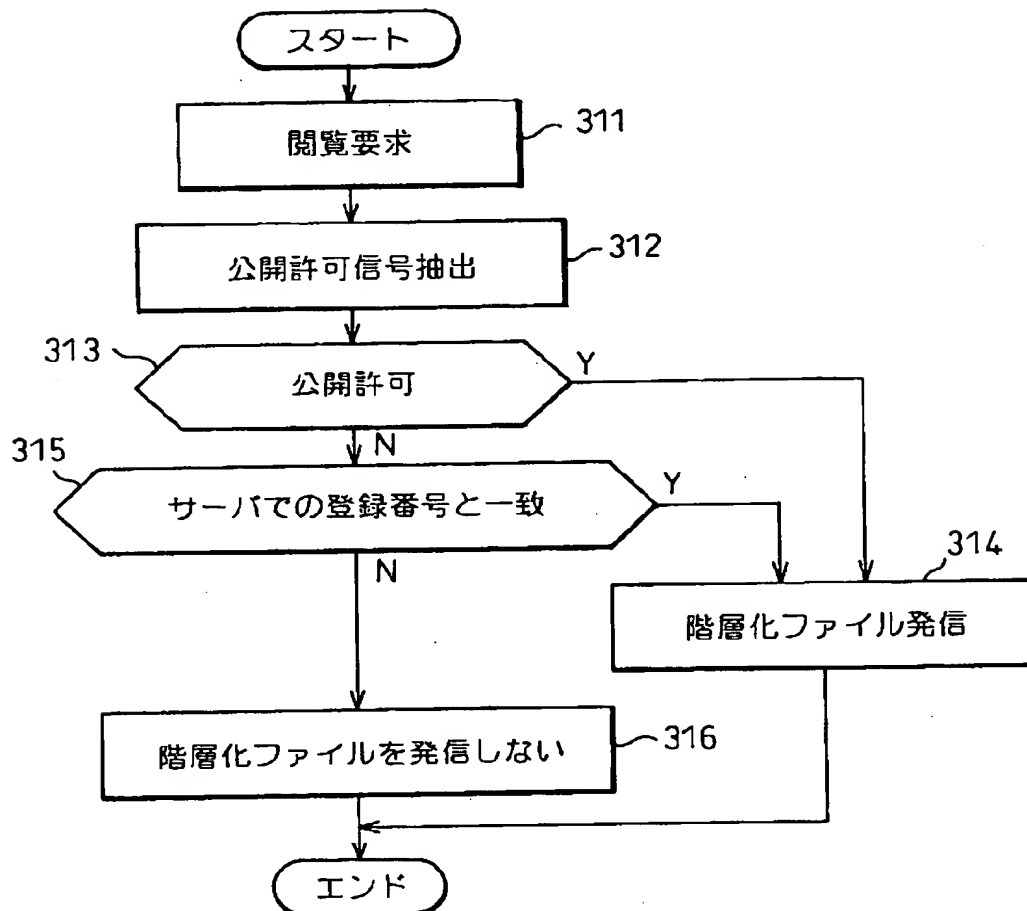 スタート
閲覧要求
311
公開許可信号抽出
312
313
公開許可
Y
N
315
サーバでの登録番号と一致
Y
N
314
階層化ファイル発信
階層化ファイルを発信しない
316
エンド